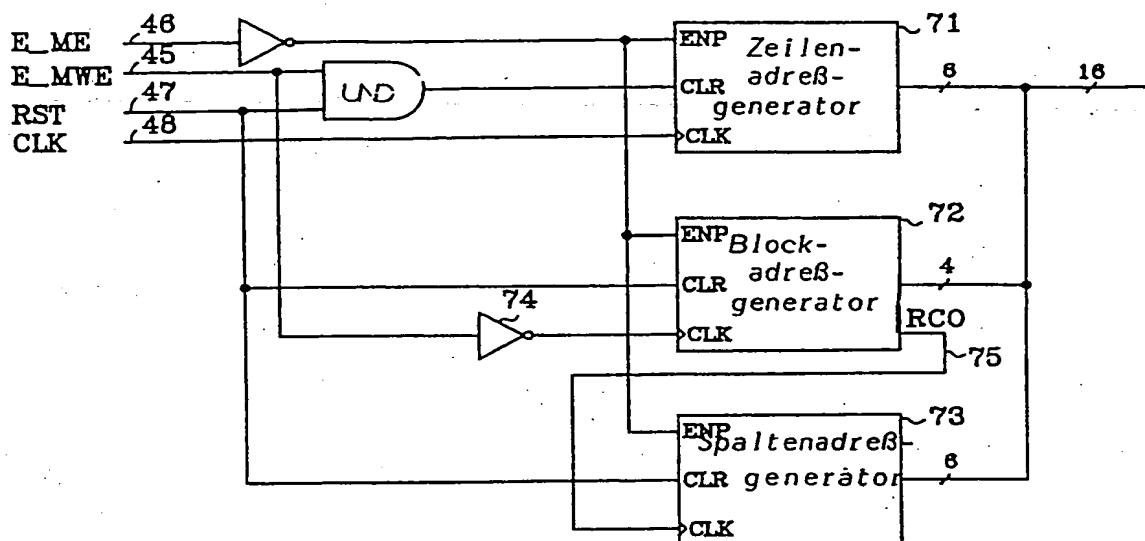 E_ME
46
E_MWE
45
RST
47
CLK
48
UND
71
ENP
Zeilen-
adreß-
generator
CLR
CLK
6
16
72
ENP
Block-
adreß-
generator
CLR
CLK
4
RCO
74
75
73
ENP
Spaltenadreß-
generator
CLR
CLK
6